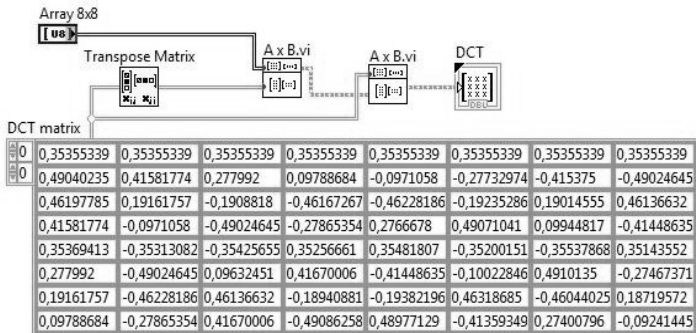 Array 8x8
[U8]
Transpose Matrix
A x B.vi
A x B.vi
DCT
DBL
DCT matrix
0 0,35355339 0,35355339 0,35355339 0,35355339 0,35355339 0,35355339 0,35355339 0,35355339
0 0,49040235 0,41581774 0,277992 0,09788684 -0,0971058 -0,27732974 -0,415375 -0,49024645
0,46197785 0,19161757 -0,1908818 -0,46167267 -0,46228186 -0,19235286 0,19014555 0,46136632
0,41581774 -0,0971058 -0,49024645 -0,27865354 0,2766678 0,49071041 0,09944817 -0,41448635
0,35369413 -0,35313082 -0,35425655 0,35256661 0,35481807 -0,35200151 -0,35537868 0,35143552
0,277992 -0,49024645 0,09632451 0,41670006 -0,41448635 -0,10022846 0,4910135 -0,27467371
0,19161757 -0,46228186 0,46136632 -0,18940881 -0,19382196 0,46318685 -0,46044025 0,18719572
0,09788684 -0,27865354 0,41670006 -0,49086258 0,48977129 -0,41359349 0,27400796 -0,09241445